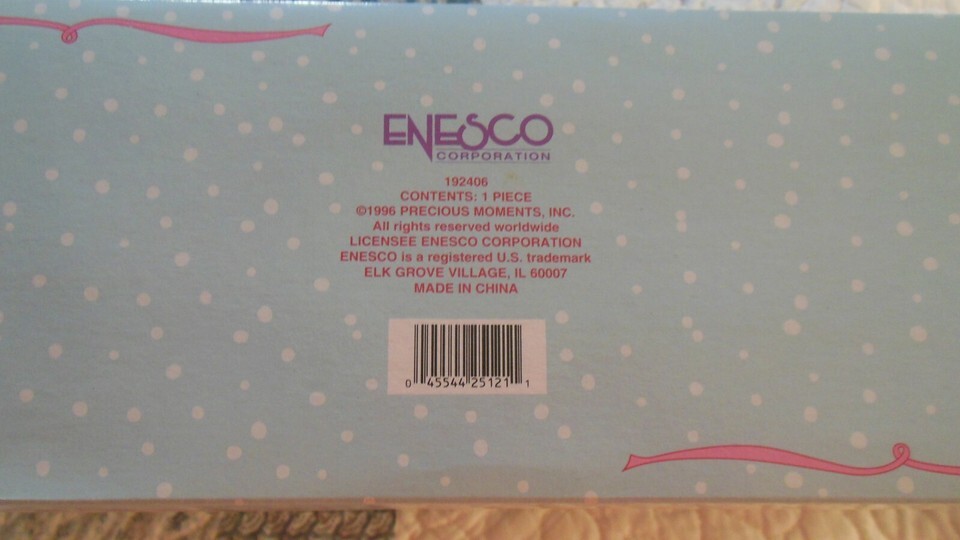 ENESCO
CORPORATION
192406
CONTENTS: 1 PIECE
©1996 PRECIOUS MOMENTS, INC.
All rights reserved worldwide
LICENSEE ENESCO CORPORATION
ENESCO is a registered U.S. trademark
ELK GROVE VILLAGE, IL 60007
MADE IN CHINA
0 45544 25121 1